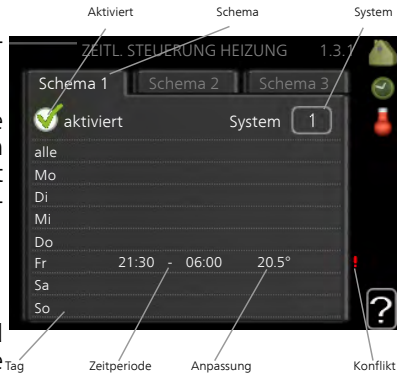 Aktiviert Schema System
ZEITL. STEUERUNG HEIZUNG 1.3.1
Schema 1 Schema 2 Schema 3
aktiviert System 1
alle
Mo
Di
Mi
Do
Fr 21:30 - 06:00 20.5° !
Sa
So
?
Tag Zeitperiode Anpassung Konflikt